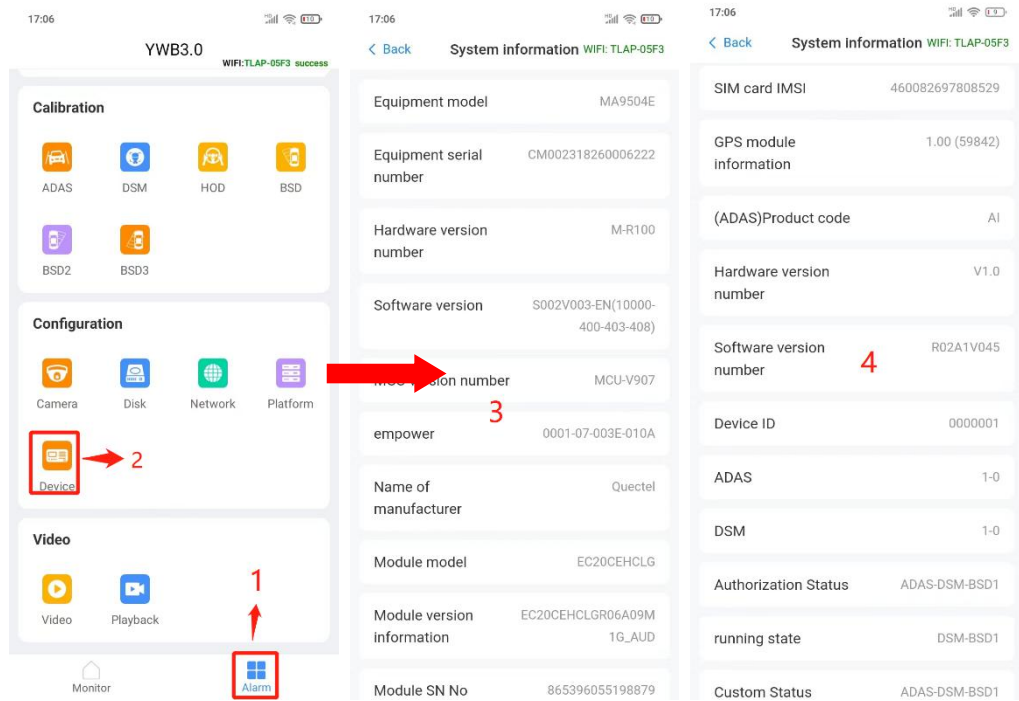 17:06
HD
10
YWB3.0
WIFI:TLAP-05F3 success
Calibration
ADAS
DSM
HOD
BSD
BSD2
BSD3
Configuration
Camera
Disk
Network
Platform
2
Device
Video
1
Video
Playback
Monitor
Alarm
17:06
HD
10
Back
System information WIFI: TLAP-05F3
Equipment model
MA9504E
Equipment serial
number
CM002318260006222
Hardware version
number
M-R100
Software version
S002V003-EN(10000-
400-403-408)
number
MCU-V907
3
empower
0001-07-003E-010A
Name of
manufacturer
Quectel
Module model
EC20CEHCLG
Module version
information
EC20CEHCLGR06A09M
1G_AUD
Module SN No
865396055198879
17:06
HD
9
Back
System information WIFI: TLAP-05F3
SIM card IMSI
460082697808529
GPS module
information
1.00 (59842)
(ADAS)Product code
AI
Hardware version
number
V1.0
Software version
number
R02A1V045
4
Device ID
0000001
ADAS
1-0
DSM
1-0
Authorization Status
ADAS-DSM-BSD1
running state
DSM-BSD1
Custom Status
ADAS-DSM-BSD1